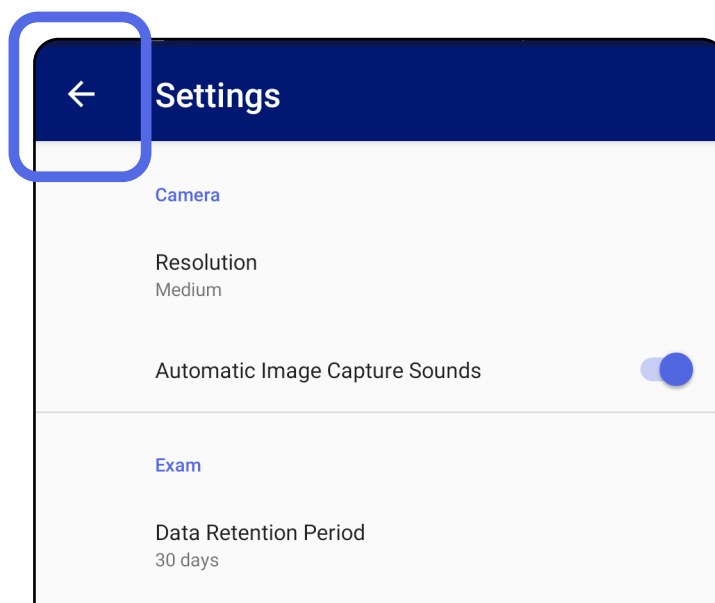 Settings
Camera
Resolution
Medium
Automatic Image Capture Sounds
Exam
Data Retention Period
30 days